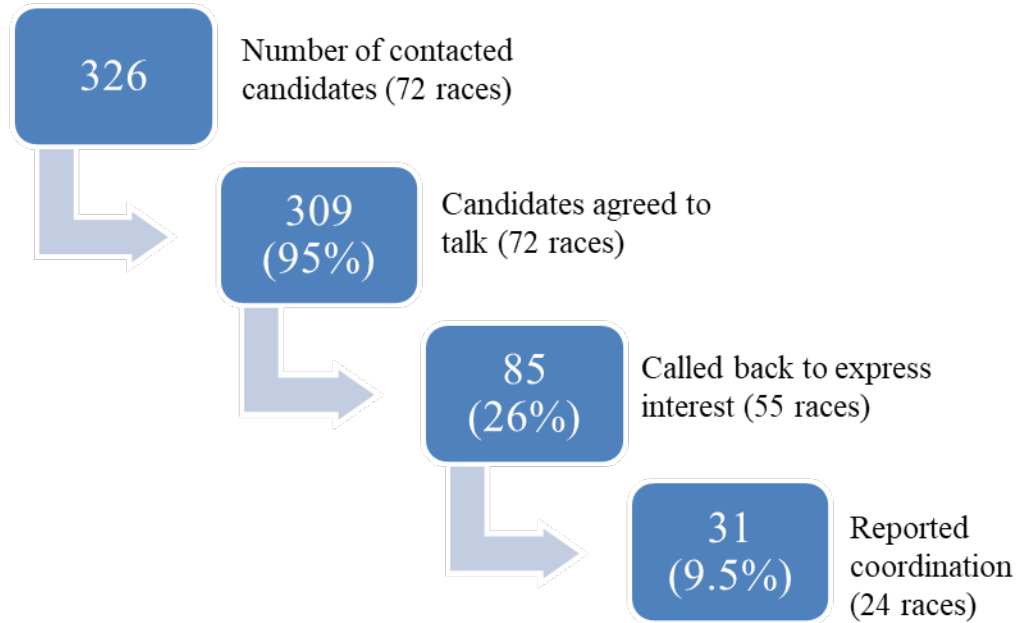 326
Number of contacted
candidates (72 races)
309
(95%)
Candidates agreed to
talk (72 races)
85
(26%)
Called back to express
interest (55 races)
31
(9.5%)
Reported
coordination
(24 races)